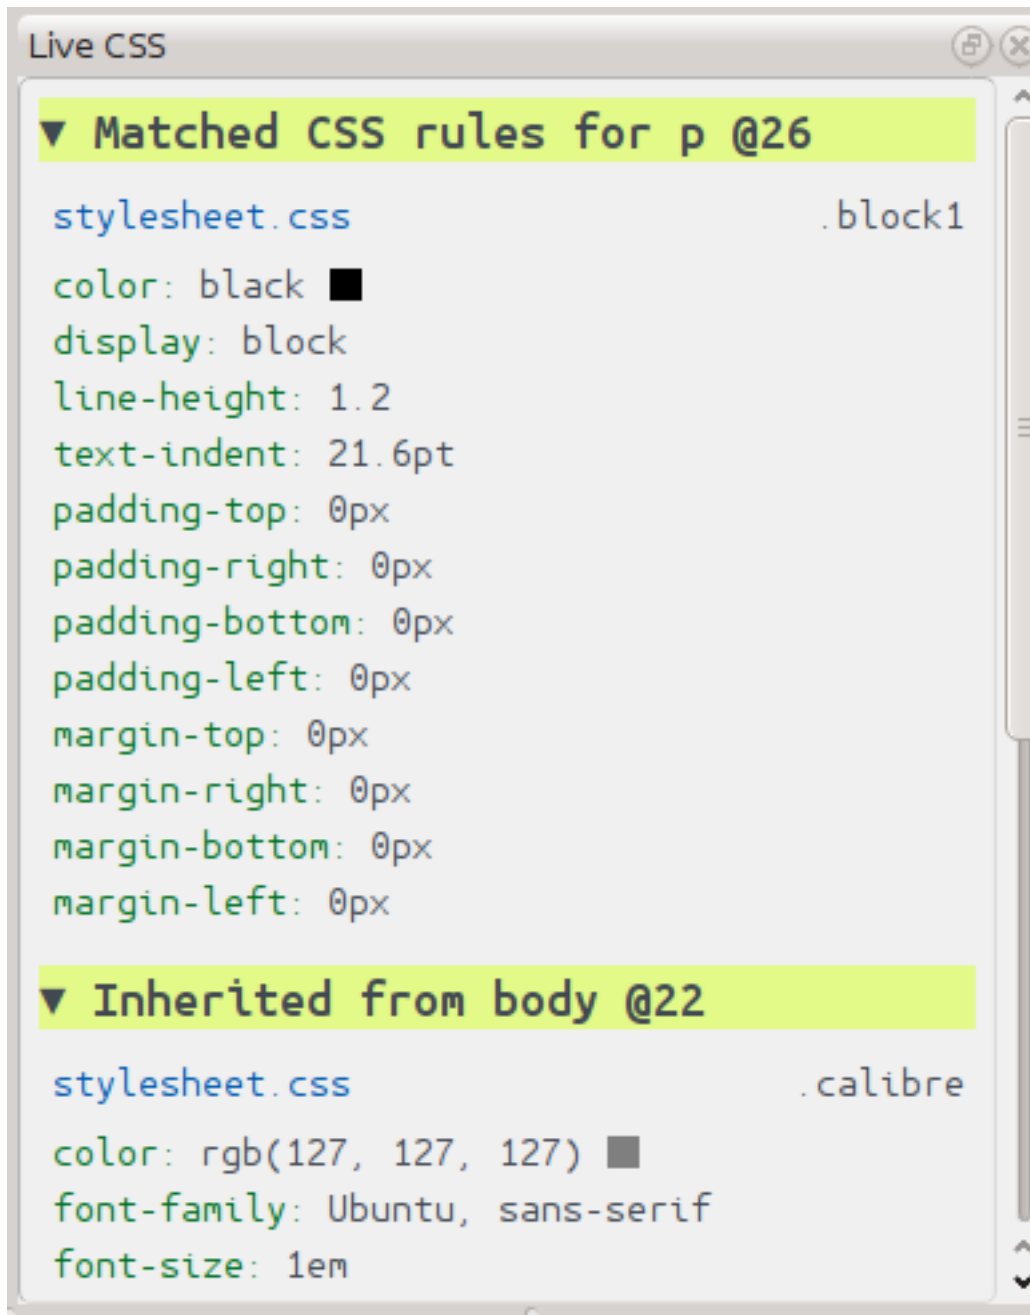 Live CSS
▼ Matched CSS rules for p @26
stylesheet.css .block1
color: black
display: block
line-height: 1.2
text-indent: 21.6pt
padding-top: 0px
padding-right: 0px
padding-bottom: 0px
padding-left: 0px
margin-top: 0px
margin-right: 0px
margin-bottom: 0px
margin-left: 0px
▼ Inherited from body @22
stylesheet.css .calibre
color: rgb(127, 127, 127)
font-family: Ubuntu, sans-serif
font-size: 1em